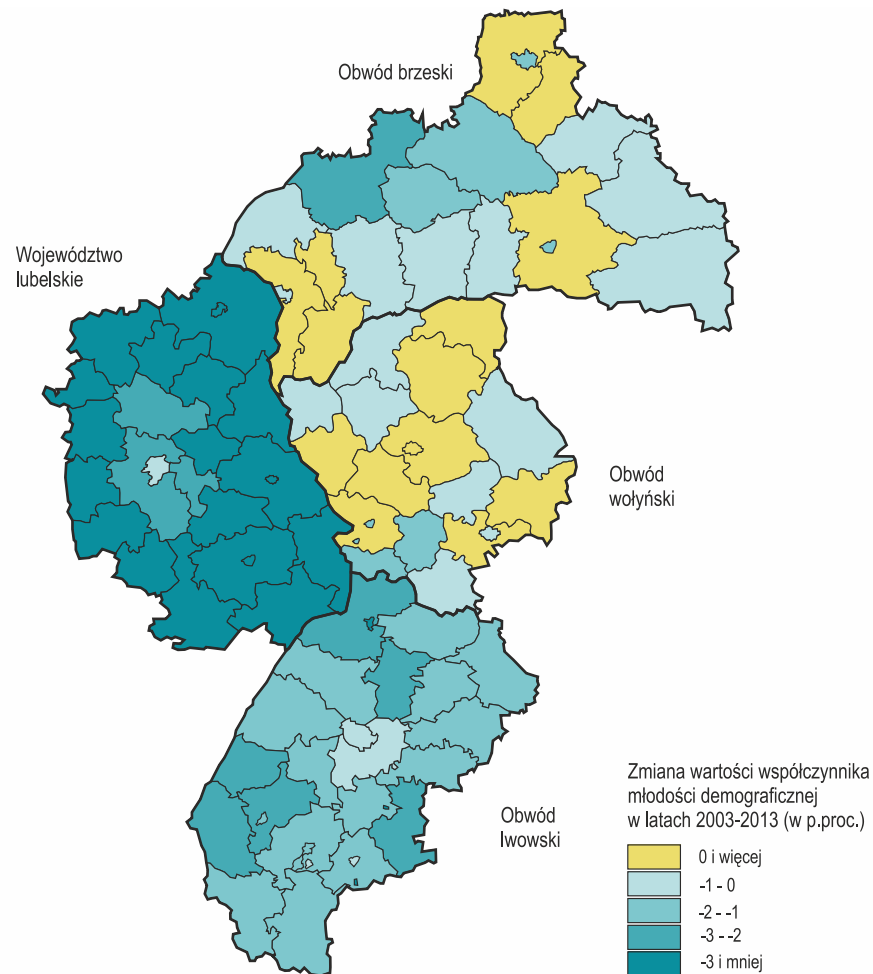 Obwód brzeski
Województwo
lubelskie
Obwód
wołyński
Obwód
lwowski
Zmiana wartości współczynnika
młodości demograficznej
w latach 2003-2013 (w p.proc.)
0 i więcej
-1 - 0
-2 - -1
-3 - -2
-3 i mniej